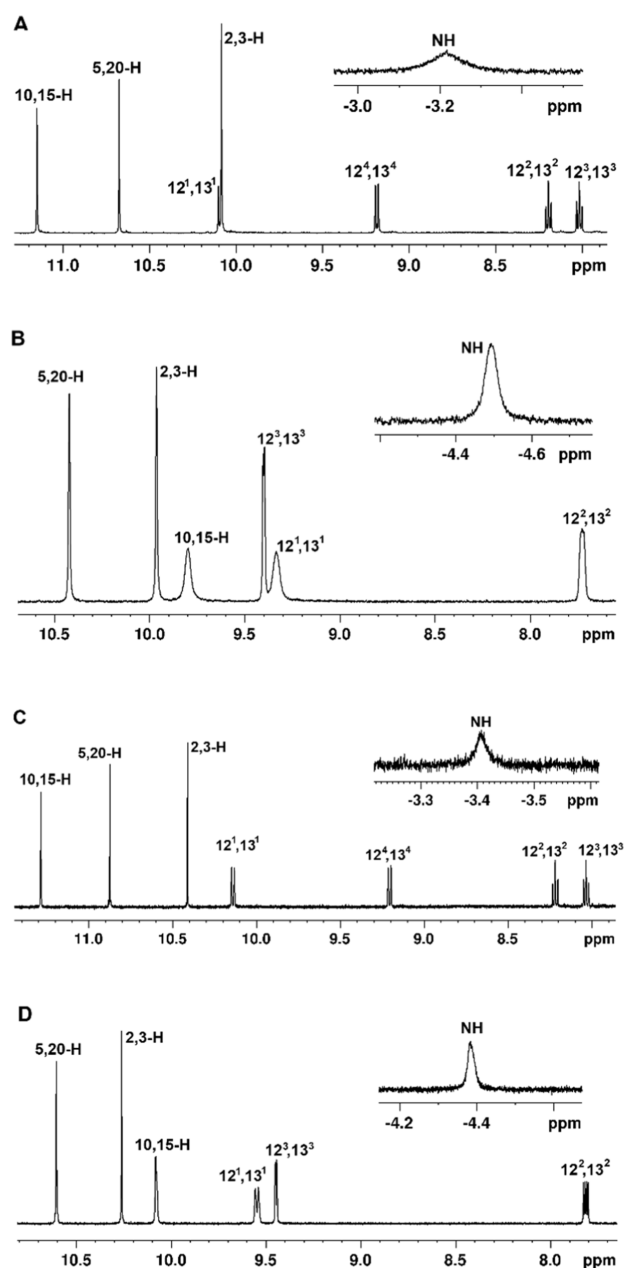 A
NH
2,3-H
5,20-H
10,15-H
-3.0 -3.2 ppm
12¹,13¹
12⁴,13⁴
12²,13²
12³,13³
11.0 10.5 10.0 9.5 9.0 8.5 ppm
B
NH
5,20-H
2,3-H
-4.4 -4.6 ppm
12³,13³
10,15-H
12¹,13¹
12²,13²
10.5 10.0 9.5 9.0 8.5 8.0 ppm
C
NH
5,20-H
2,3-H
10,15-H
-3.3 -3.4 -3.5 ppm
12¹,13¹
12⁴,13⁴
12²,13²
12³,13³
11.0 10.5 10.0 9.5 9.0 8.5 ppm
D
NH
5,20-H
2,3-H
-4.2 -4.4 ppm
10,15-H
12³,13³
12¹,13¹
12²,13²
10.5 10.0 9.5 9.0 8.5 8.0 ppm